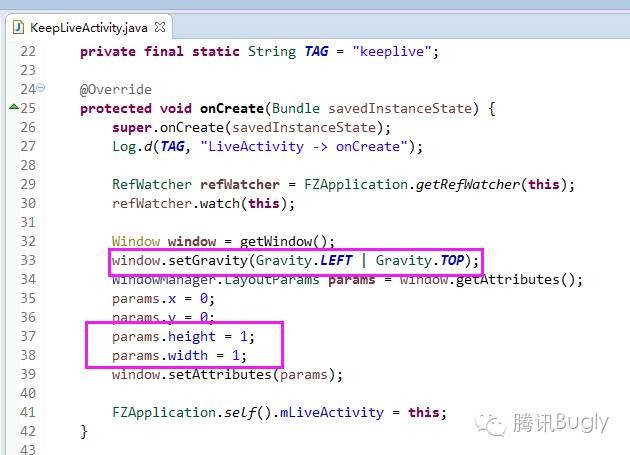 KeepLiveActivity.java
22 private final static String TAG = "keeplive";
23
24 @Override
25 protected void onCreate(Bundle savedInstanceState) {
26 super.onCreate(savedInstanceState);
27 Log.d(TAG, "LiveActivity -> onCreate");
28
29 RefWatcher refWatcher = FZApplication.getRefWatcher(this);
30 refWatcher.watch(this);
31
32 Window window = getWindow();
33 window.setGravity(Gravity.LEFT | Gravity.TOP);
34 WindowManager.LayoutParams params = window.getAttributes();
35 params.x = 0;
36 params.y = 0;
37 params.height = 1;
38 params.width = 1;
39 window.setAttributes(params);
40
41 FZApplication.self().mLiveActivity = this;
42 }
43
腾讯Bugly